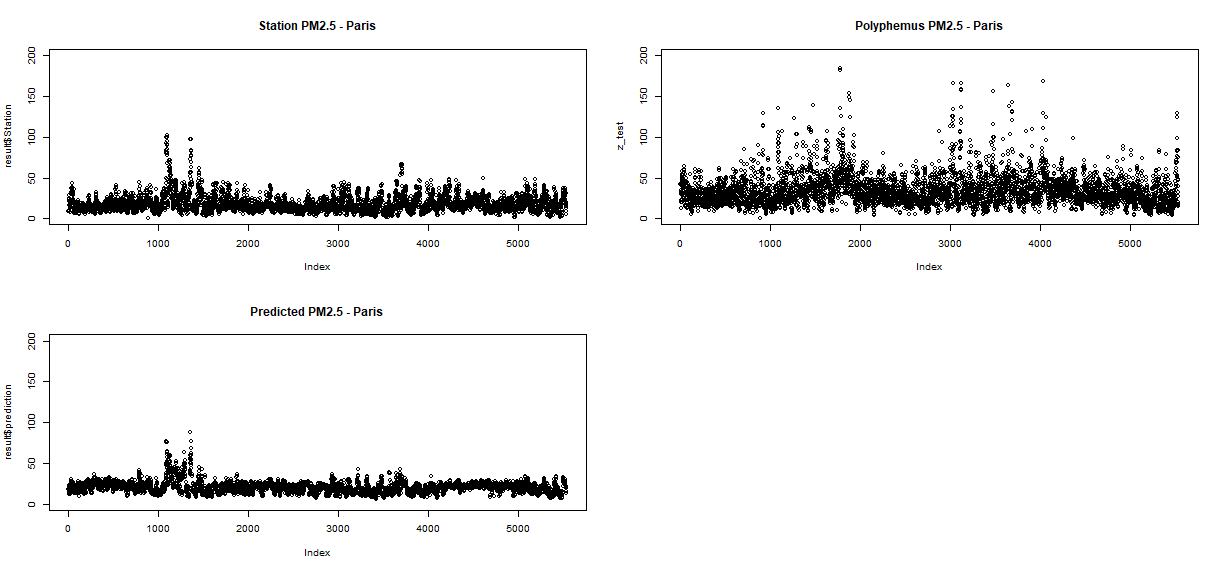 Station PM2.5 - Paris
result$Station
200
150
100
50
0
0 1000 2000 3000 4000 5000
Index
Polyphemus PM2.5 - Paris
z_test
200
150
100
50
0
0 1000 2000 3000 4000 5000
Index
Predicted PM2.5 - Paris
result$prediction
200
150
100
50
0
0 1000 2000 3000 4000 5000
Index